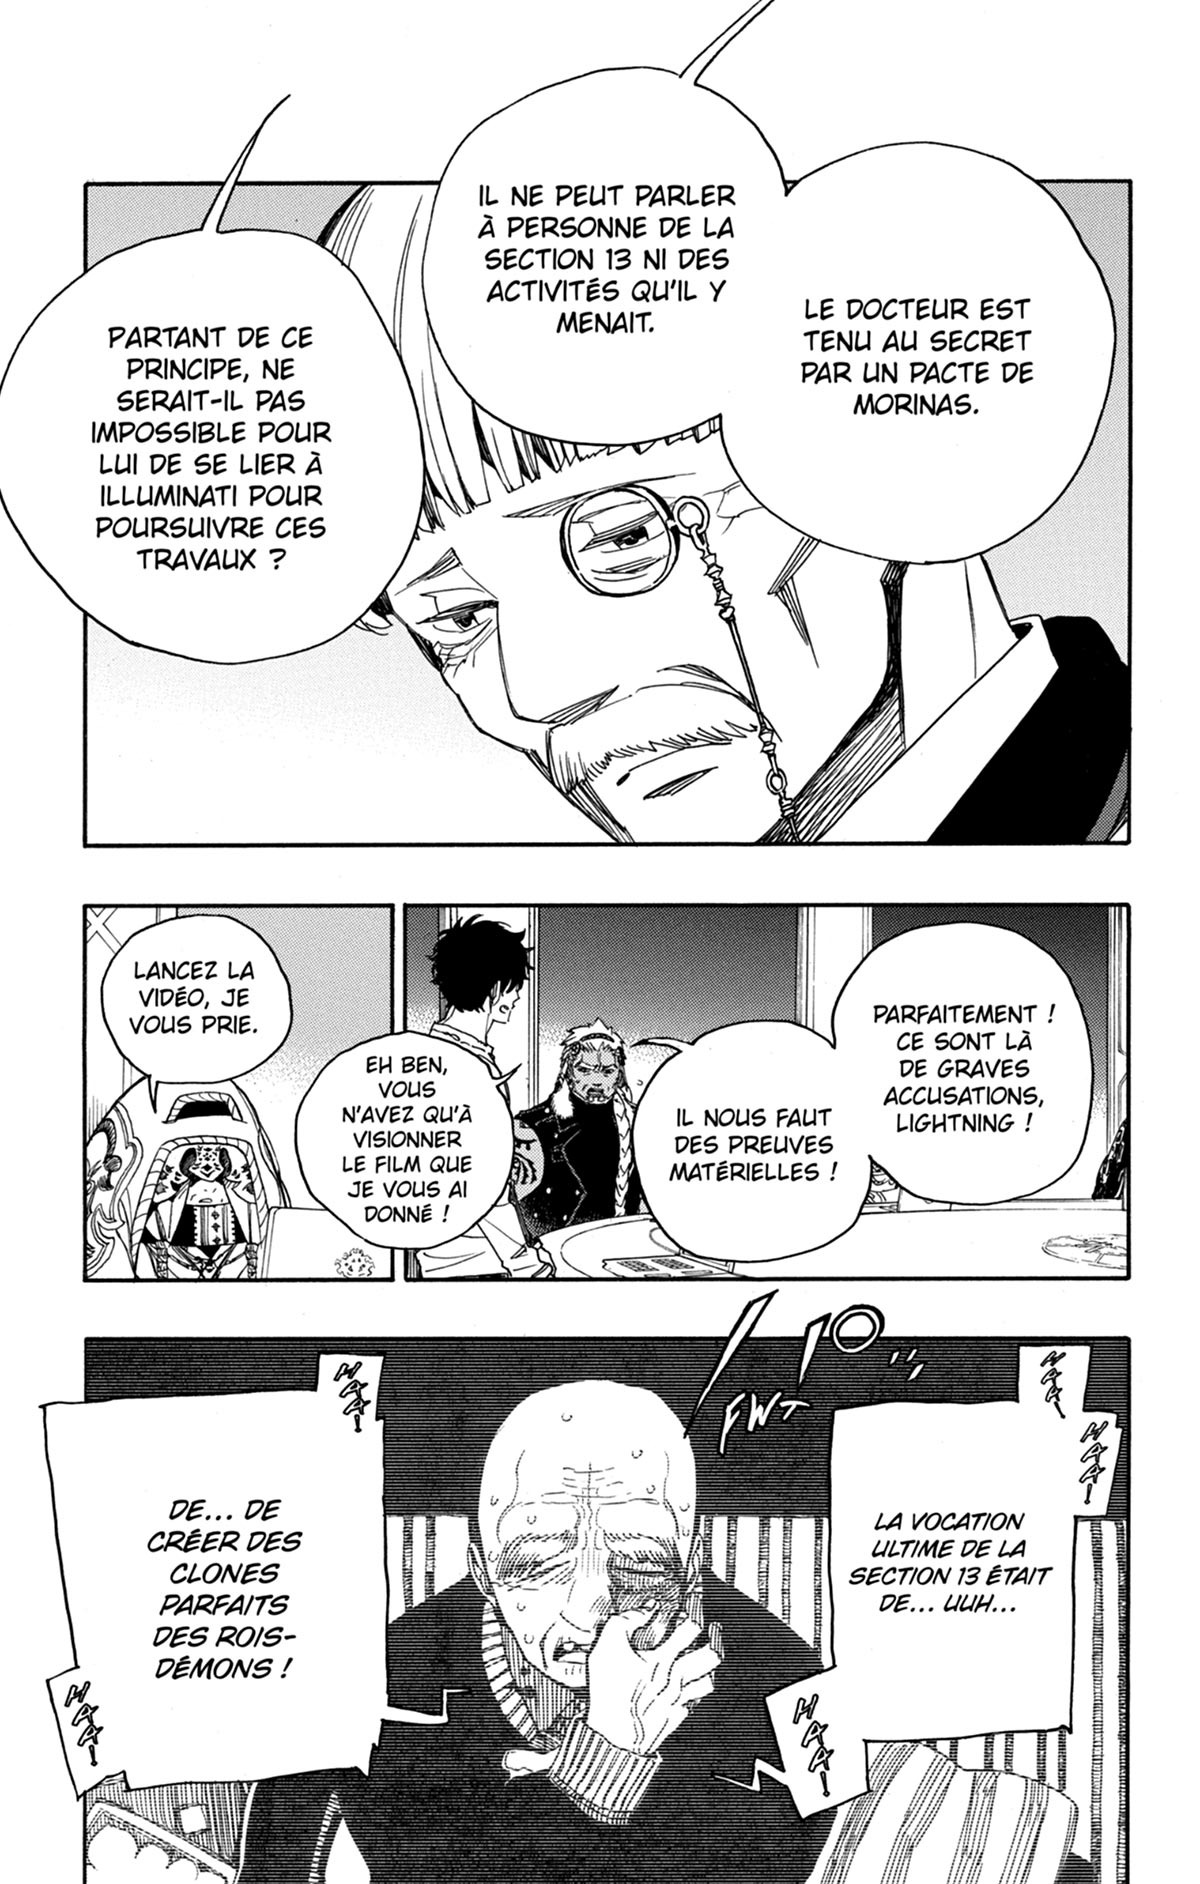 LE DOCTEUR EST
TENU AU SECRET
PAR UN PACTE DE
MORINAS.
IL NE PEUT PARLER
À PERSONNE DE LA
SECTION 13 NI DES
ACTIVITÉS QU'IL Y
MENAIT.
PARTANT DE CE
PRINCIPE, NE
SERAIT-IL PAS
IMPOSSIBLE POUR
LUI DE SE LIER À
ILLUMINATI POUR
POURSUIVRE CES
TRAVAUX ?
PARFAITEMENT !
CE SONT LÀ
DE GRAVES
ACCUSATIONS,
LIGHTNING !
IL NOUS FAUT
DES PREUVES
MATÉRIELLES !
EH BEN,
VOUS
N'AVEZ QU'À
VISIONNER
LE FILM QUE
JE VOUS AI
DONNÉ !
LANCEZ LA
VIDÉO, JE
VOUS PRIE.
FWT
HAA!
HAA!
LA VOCATION
ULTIME DE LA
SECTION 13 ÉTAIT
DE... UUH...
HAA!
HAA!
DE... DE
CRÉER DES
CLONES
PARFAITS
DES ROIS-
DÉMONS !
HAA!